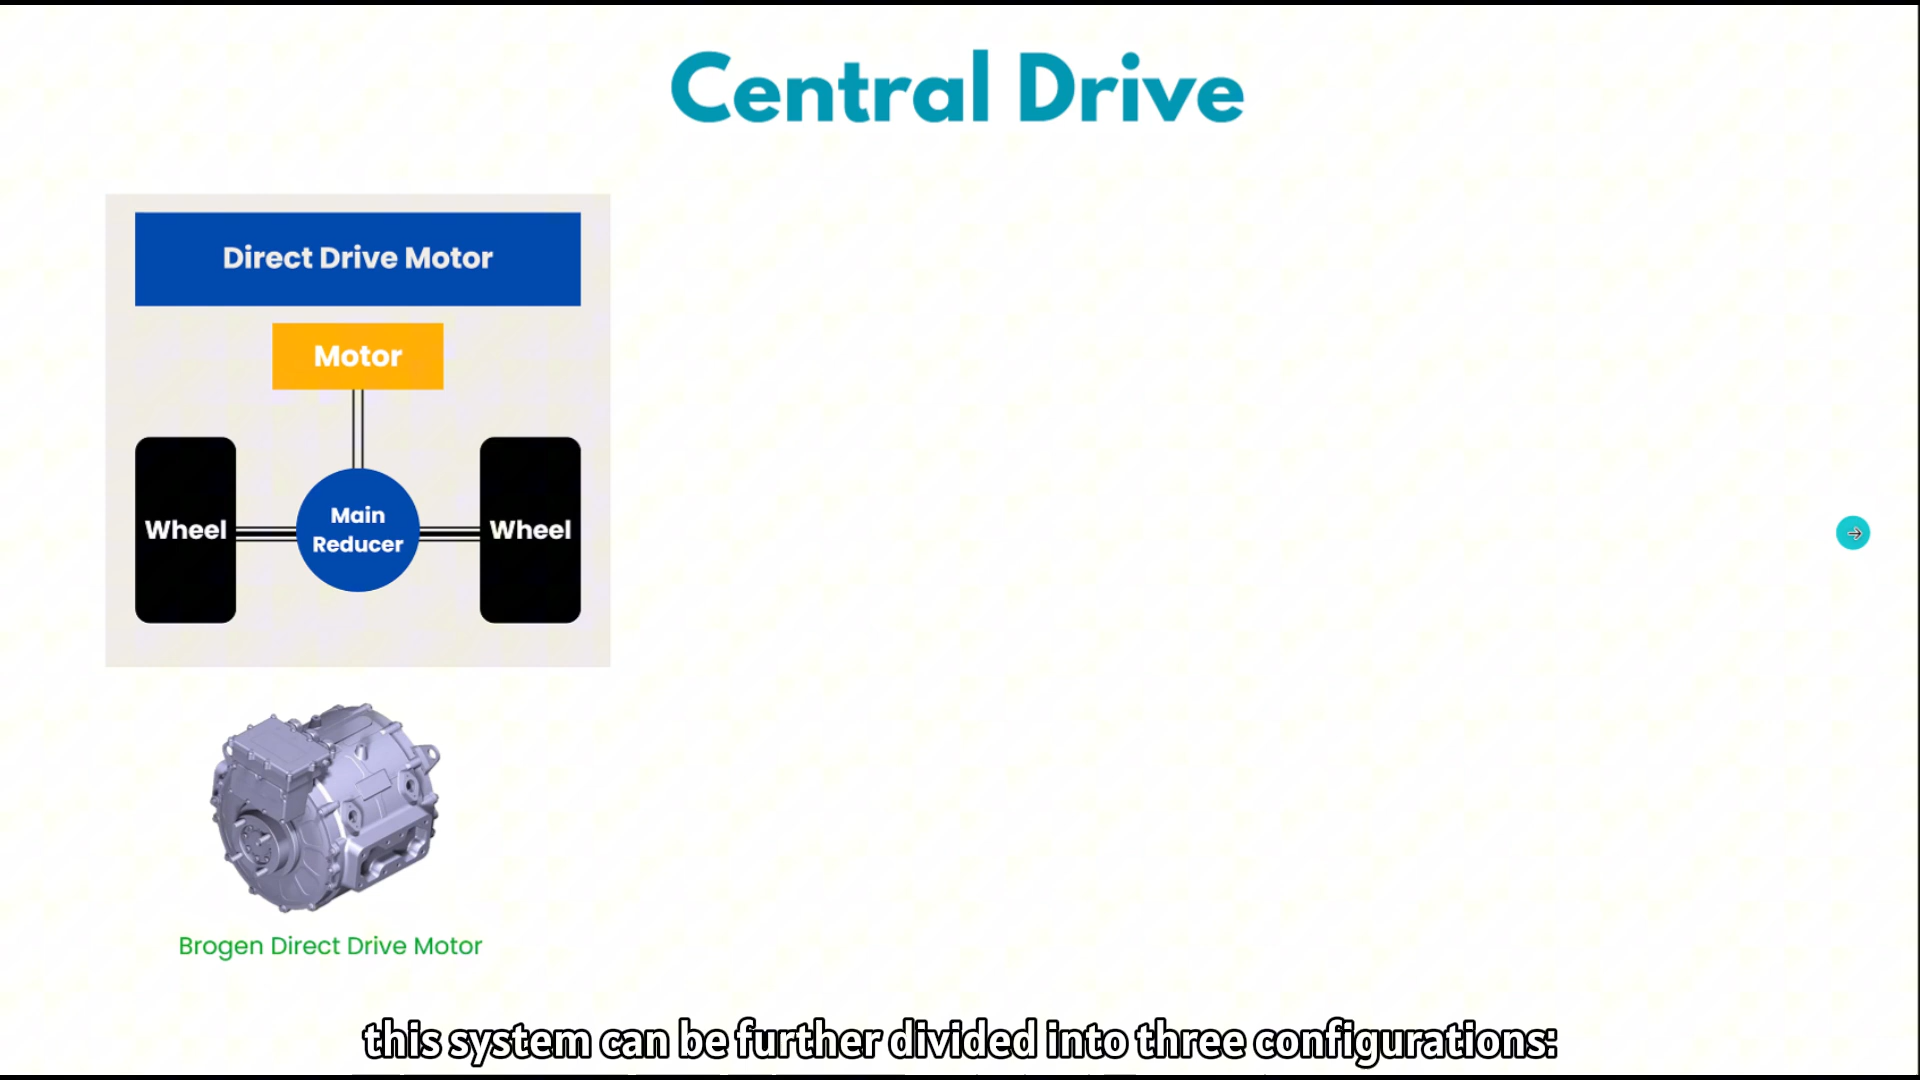 Central Drive
Direct Drive Motor
Motor
Wheel
Main
Reducer
Wheel
Brogen Direct Drive Motor
this system can be further divided into three configurations: